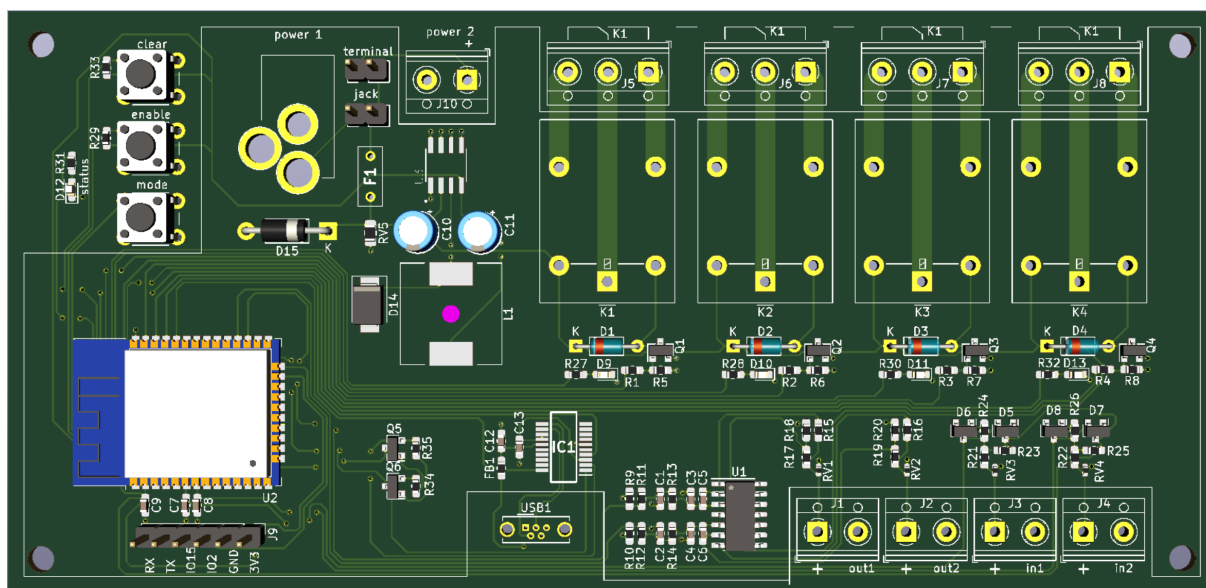 power 1
power 2
+
clear
R33
terminal
jack
J10
K1
K1
K1
K1
J5
J6
J7
J8
enable
R29
R31
D12
status
mode
F1
D15
K
RV5
C10
C11
D14
L1
K1
K2
K3
K4
K
D1
Q1
K
D2
Q2
K
D3
Q3
K
D4
Q4
R27
D9
R1
R5
R28
D10
R2
R6
R30
D11
R3
R7
R32
D13
R4
R8
U2
C9
C7
C8
J9
RX
TX
IO15
IO2
GND
3V3
Q5
R35
Q6
R34
C12
C13
FB1
IC1
USB1
R9
R11
C1
R13
C3
C5
U1
R10
R12
C2
R14
C4
C6
R18
R15
R17
RV1
R20
R16
R19
RV2
D6
R24
D5
R21
R23
RV3
D8
R26
D7
R22
R25
RV4
J1
J2
J3
J4
+ out1
+ out2
+ in1
+ in2